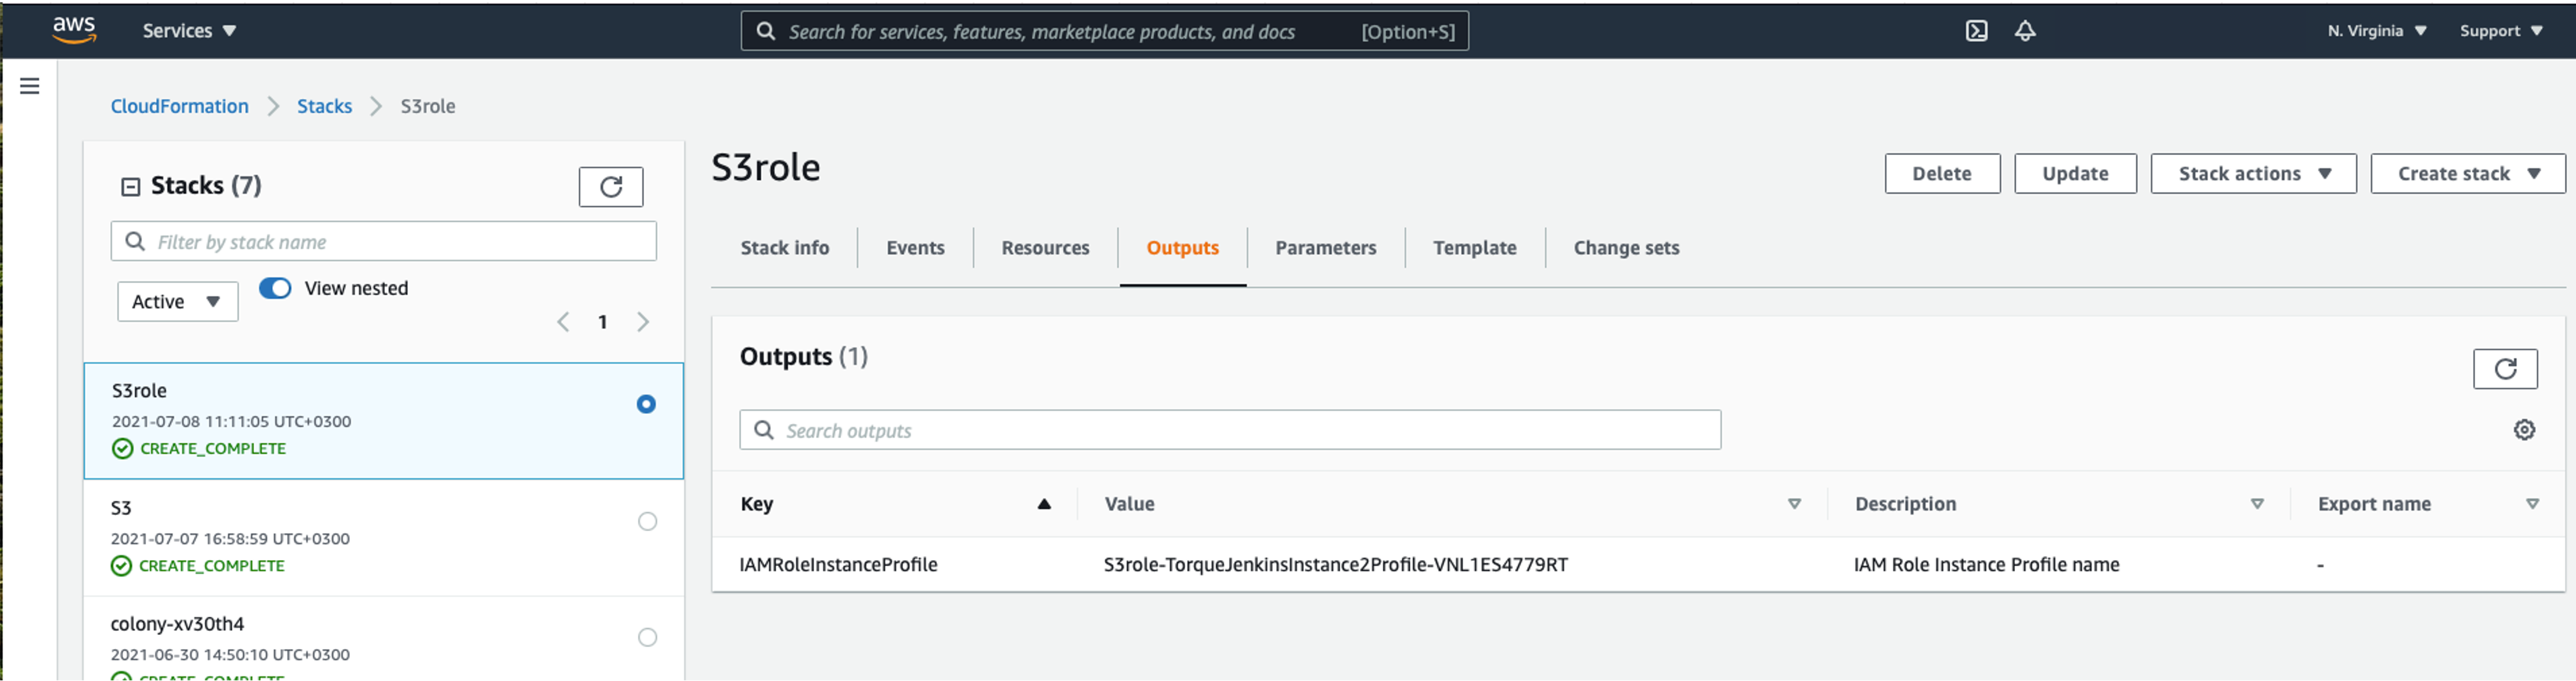 aws
Services
Search for services, features, marketplace products, and docs [Option+S]
N. Virginia
Support
CloudFormation
Stacks
S3role
Stacks (7)
Filter by stack name
Active
View nested
1
S3role
2021-07-08 11:11:05 UTC+0300
CREATE_COMPLETE
S3
2021-07-07 16:58:59 UTC+0300
CREATE_COMPLETE
colony-xv30th4
2021-06-30 14:50:10 UTC+0300
CREATE_COMPLETE
S3role
Delete
Update
Stack actions
Create stack
Stack info
Events
Resources
Outputs
Parameters
Template
Change sets
Outputs (1)
Search outputs
Key Value Description Export name
IAMRoleInstanceProfile S3role-TorqueJenkinsInstance2Profile-VNL1ES4779RT IAM Role Instance Profile name -